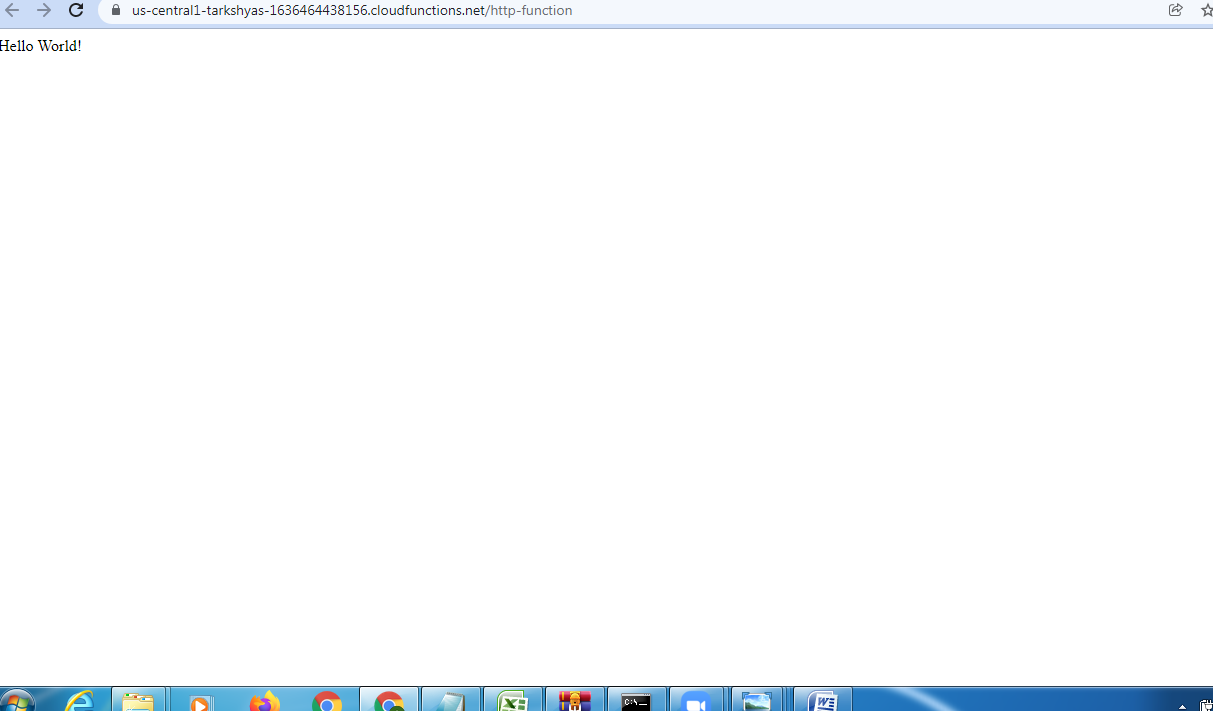 us-central1-tarkshyas-1636464438156.cloudfunctions.net/http-function
Hello World!
C:\_